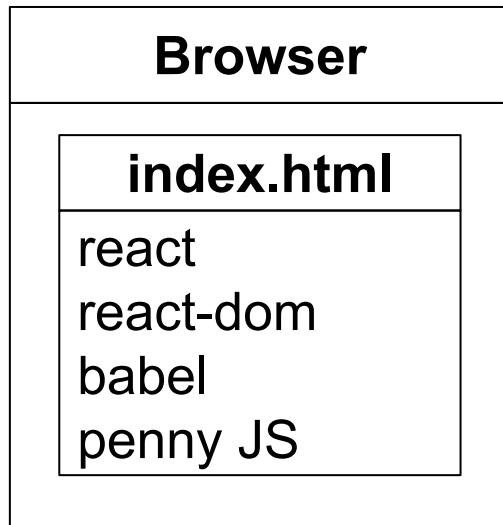 Browser
index.html
react
react-dom
babel
penny JS